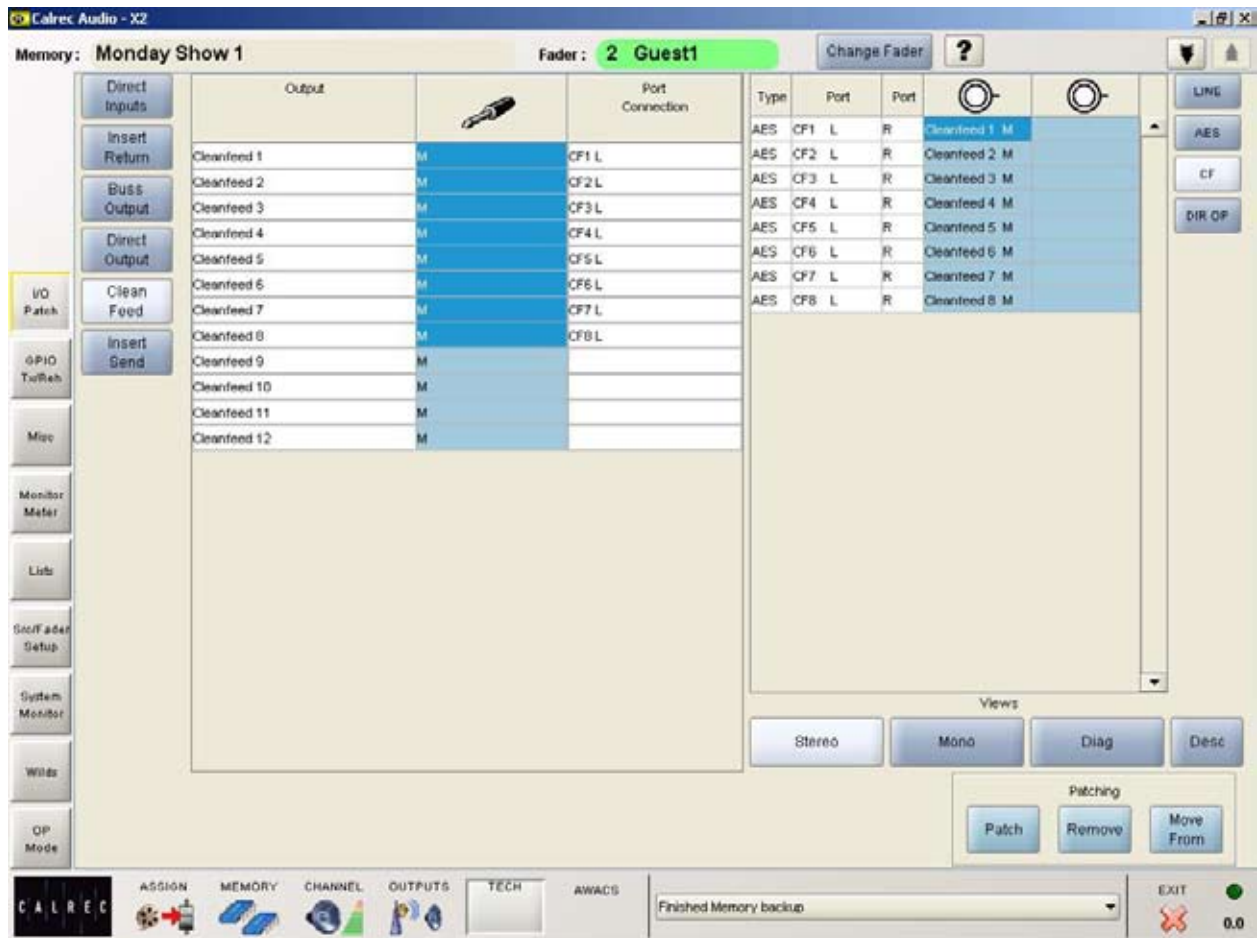 Calrec Audio - X2
Memory: Monday Show 1 Fader: 2 Guest1 Change Fader ?
Direct
Inputs
Insert
Return
Buss
Output
Direct
Output
Clean
Feed
Insert
Send
I/O
Patch
GPIO
Tx/Reh
Misc
Monitor
Meter
Lists
Src/Fader
Setup
System
Monitor
Wilds
OP
Mode
Output Port
Connection
Cleanfeed 1 M CF1 L
Cleanfeed 2 M CF2 L
Cleanfeed 3 M CF3 L
Cleanfeed 4 M CF4 L
Cleanfeed 5 M CF5 L
Cleanfeed 6 M CF6 L
Cleanfeed 7 M CF7 L
Cleanfeed 8 M CF8 L
Cleanfeed 9 M
Cleanfeed 10 M
Cleanfeed 11 M
Cleanfeed 12 M
Type Port Port
AES CF1 L R Cleanfeed 1 M
AES CF2 L R Cleanfeed 2 M
AES CF3 L R Cleanfeed 3 M
AES CF4 L R Cleanfeed 4 M
AES CF5 L R Cleanfeed 5 M
AES CF6 L R Cleanfeed 6 M
AES CF7 L R Cleanfeed 7 M
AES CF8 L R Cleanfeed 8 M
LINE
AES
CF
DIR OP
Views
Stereo Mono Diag Desc
Patching
Patch Remove Move
From
CALREC ASSIGN MEMORY CHANNEL OUTPUTS TECH AWACS Finished Memory backup EXIT
0.0